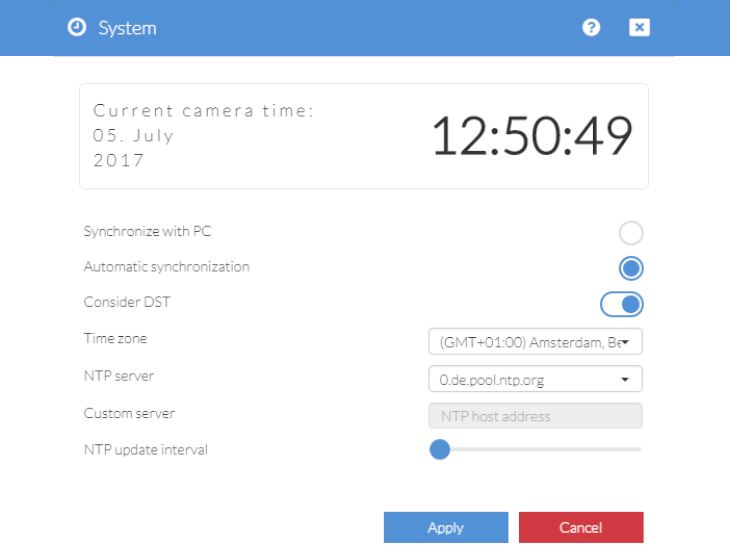 System
Current camera time:
05. July
2017
12:50:49
Synchronize with PC
Automatic synchronization
Consider DST
Time zone
(GMT+01:00) Amsterdam, Be
NTP server
0.de.pool.ntp.org
Custom server
NTP host address
NTP update interval
Apply
Cancel